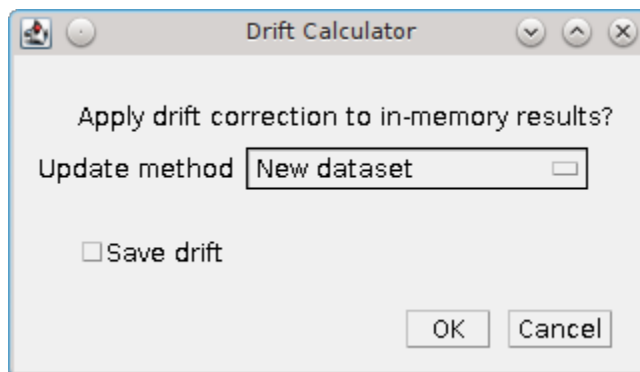 Drift Calculator
Apply drift correction to in-memory results?
Update method New dataset
Save drift
OK Cancel